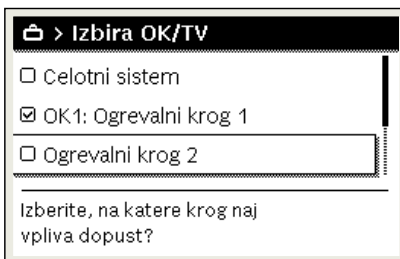 > Izbira OK/TV
Celotni sistem
OK1: Ogrevalni krog 1
Ogrevalni krog 2
Izberite, na katere krog naj
vpliva dopust?